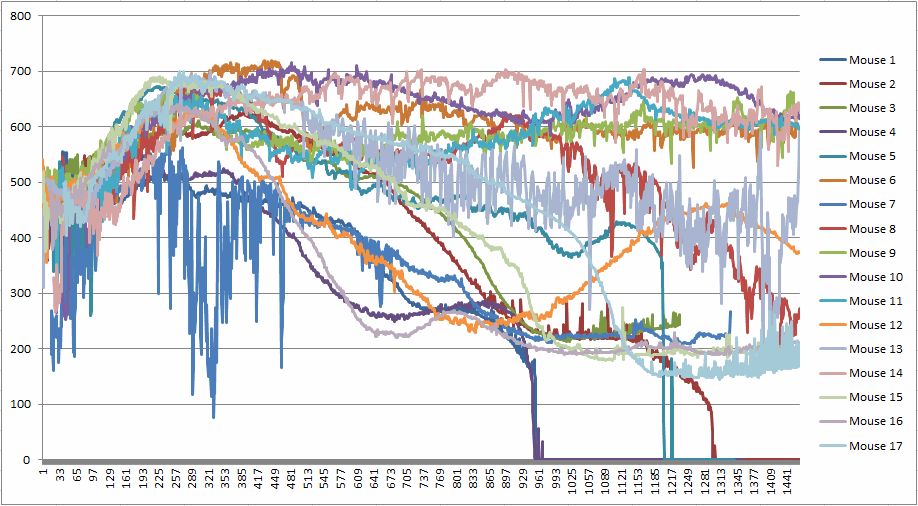 800
700
600
500
400
300
200
100
0
1 33 65 97 129 161 193 225 257 289 321 353 385 417 449 481 513 545 577 609 641 673 705 737 769 801 833 865 897 929 961 993 1025 1057 1089 1121 1153 1185 1217 1249 1281 1313 1345 1377 1409 1441
Mouse 1
Mouse 2
Mouse 3
Mouse 4
Mouse 5
Mouse 6
Mouse 7
Mouse 8
Mouse 9
Mouse 10
Mouse 11
Mouse 12
Mouse 13
Mouse 14
Mouse 15
Mouse 16
Mouse 17